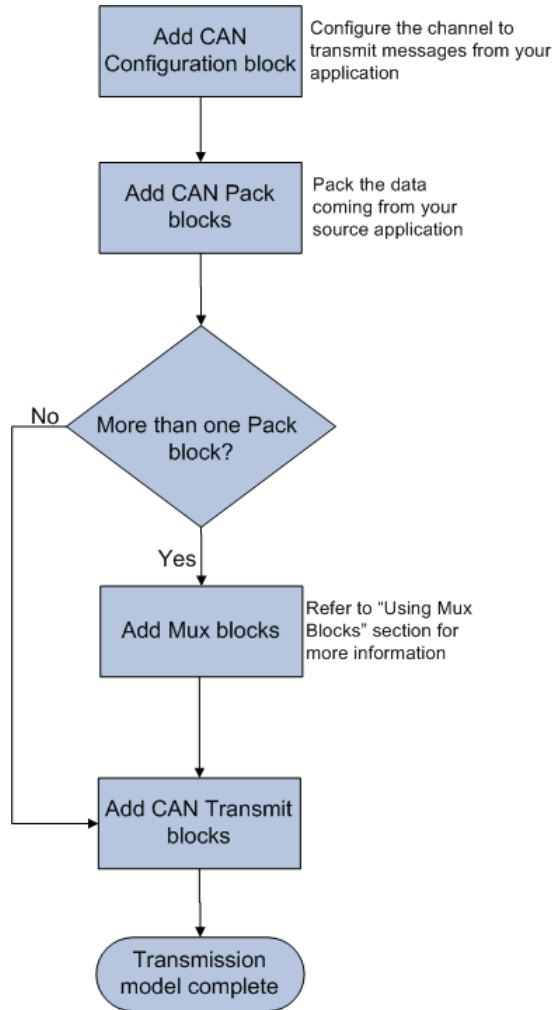 Add CAN
Configuration block
Configure the channel to
transmit messages from your
application
Add CAN Pack
blocks
Pack the data
coming from your
source application
No
More than one Pack
block?
Yes
Add Mux blocks
Refer to “Using Mux
Blocks” section for
more information
Add CAN Transmit
blocks
Transmission
model complete